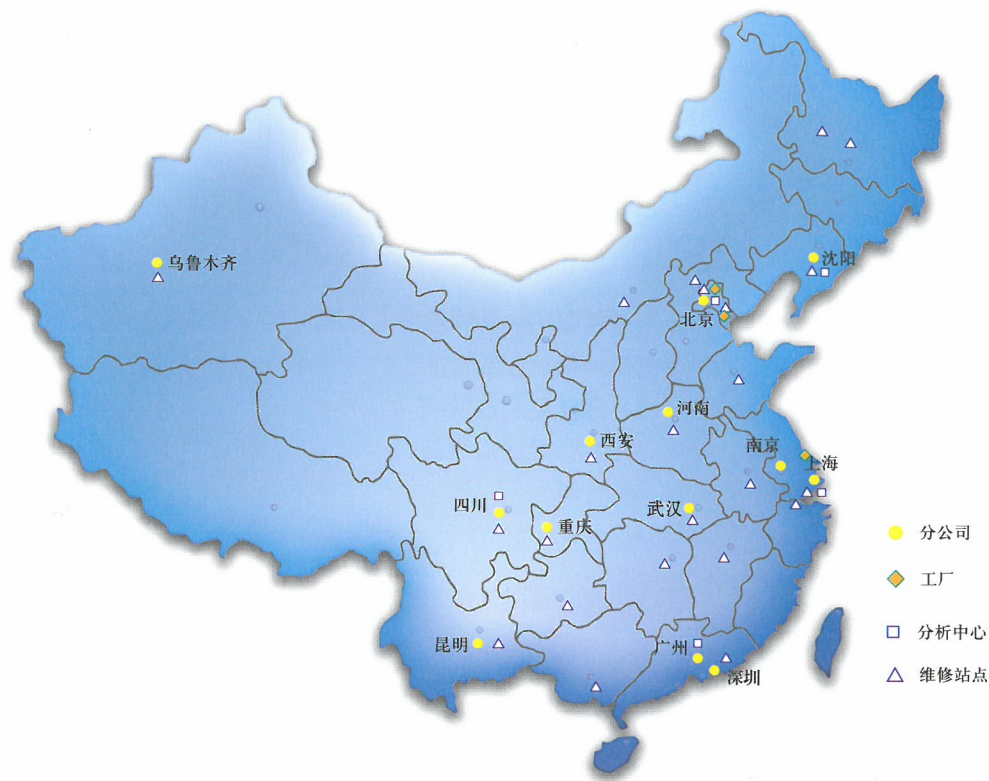 乌鲁木齐
沈阳
北京
河南
西安
南京
上海
四川
武汉
重庆
昆明
广州
深圳
分公司
工厂
分析中心
维修站点